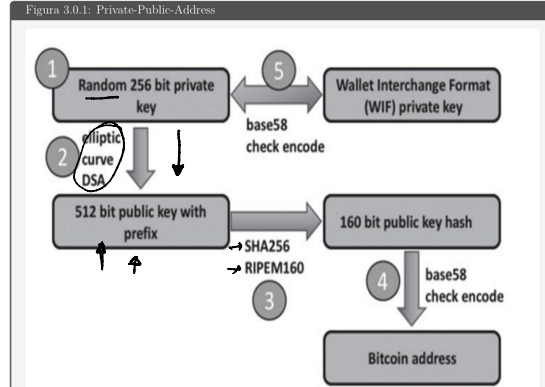 Figura 3.0.1: Private-Public-Address
1
Random 256 bit private
key
5
base58
check encode
Wallet Interchange Format
(WIF) private key
2
elliptic
curve
DSA
512 bit public key with
prefix
SHA256
RIPEM160
3
160 bit public key hash
4
base58
check encode
Bitcoin address